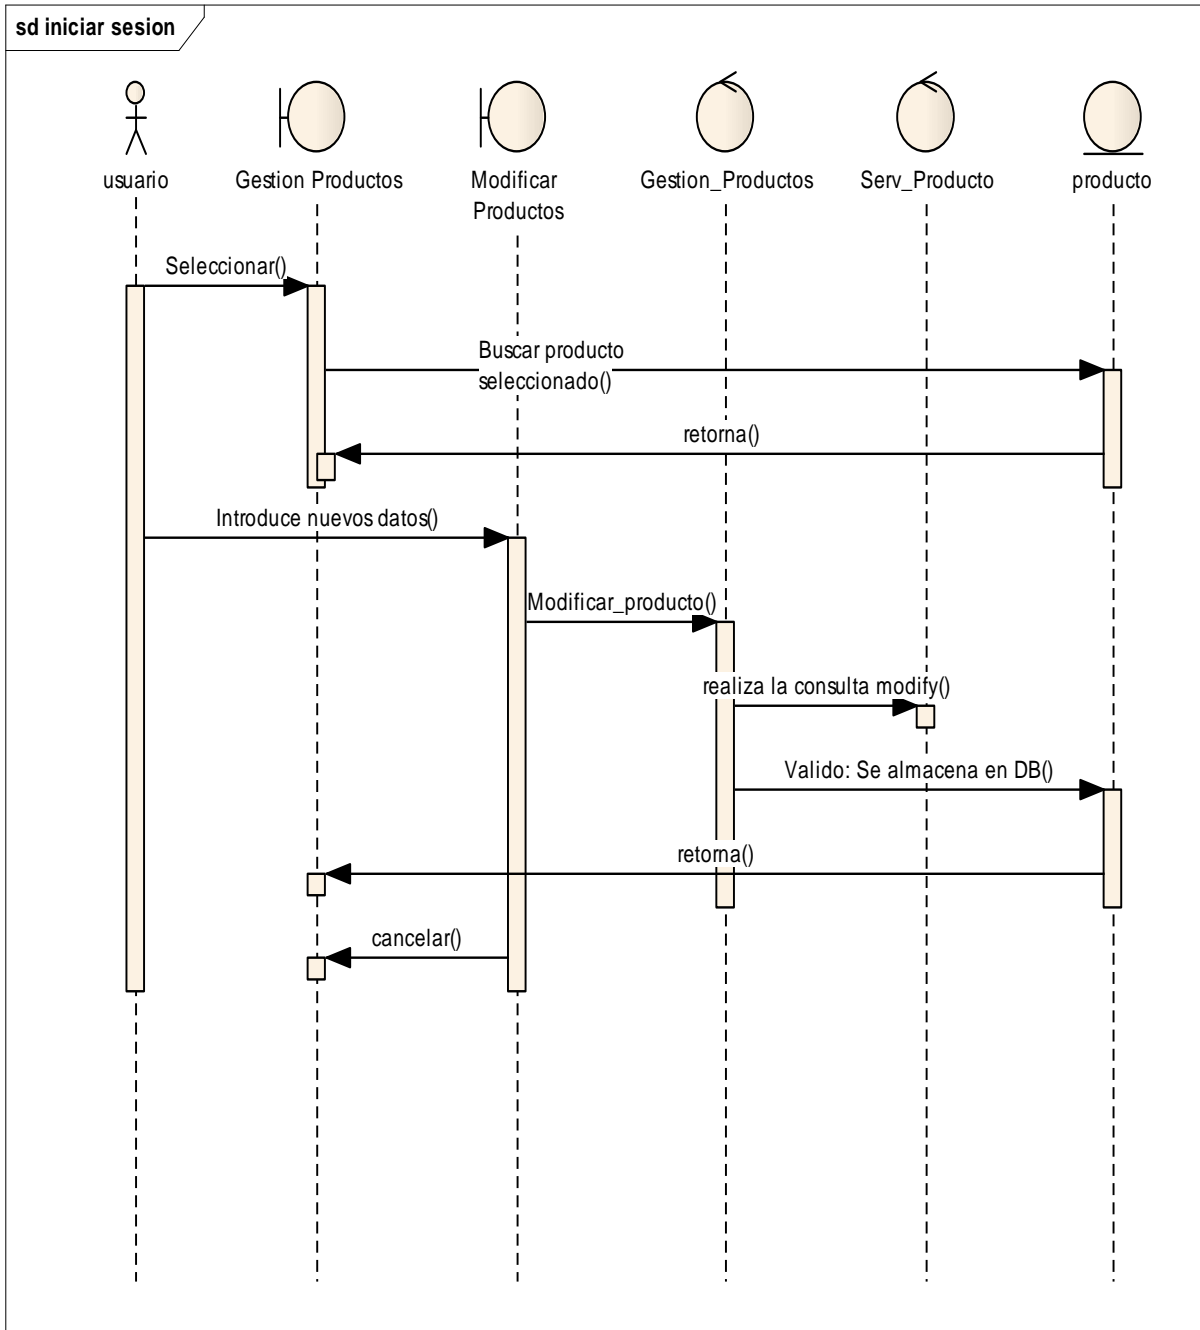 sd iniciar sesion
usuario
Gestion Productos
Modificar
Productos
Gestion_Productos
Serv_Producto
producto
Seleccionar()
Buscar producto
seleccionado()
retorna()
Introduce nuevos datos()
Modificar_producto()
realiza la consulta modify()
Valido: Se almacena en DB()
retorna()
cancelar()